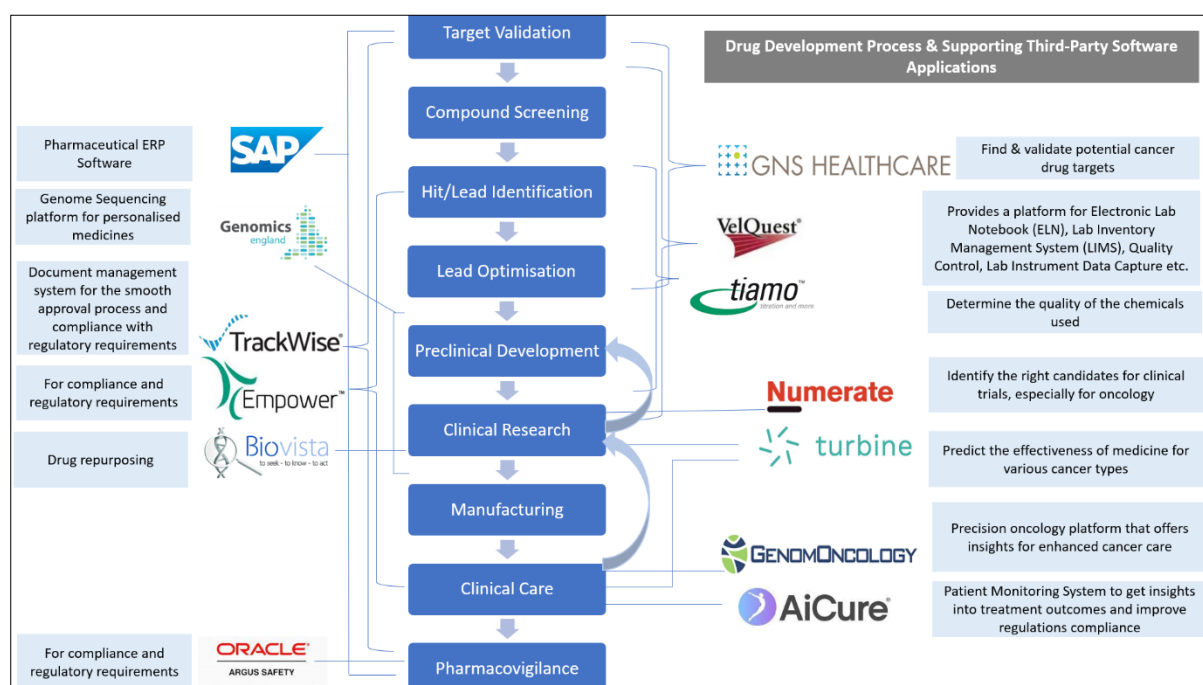 Target Validation
Drug Development Process & Supporting Third-Party Software
Applications
Compound Screening
Pharmaceutical ERP
Software
SAP
®
GNS HEALTHCARE
Find & validate potential cancer
drug targets
Hit/Lead Identification
Genome Sequencing
platform for personalised
medicines
Genomics
england
VelQuest®
Provides a platform for Electronic Lab
Notebook (ELN), Lab Inventory
Management System (LIMS), Quality
Control, Lab Instrument Data Capture etc.
Lead Optimisation
Document management
system for the smooth
approval process and
compliance with
regulatory requirements
tiamo™
titration and more
Determine the quality of the chemicals
used
TrackWise®
Preclinical Development
For compliance and
regulatory requirements
Empower™
Numerate
Identify the right candidates for clinical
trials, especially for oncology
Clinical Research
Drug repurposing
Biovista
to seek - to know - to act
turbine
Predict the effectiveness of medicine for
various cancer types
Manufacturing
GENOMONCOLOGY
Precision oncology platform that offers
insights for enhanced cancer care
Clinical Care
AiCure®
Patient Monitoring System to get insights
into treatment outcomes and improve
regulations compliance
For compliance and
regulatory requirements
ORACLE
ARGUS SAFETY
Pharmacovigilance